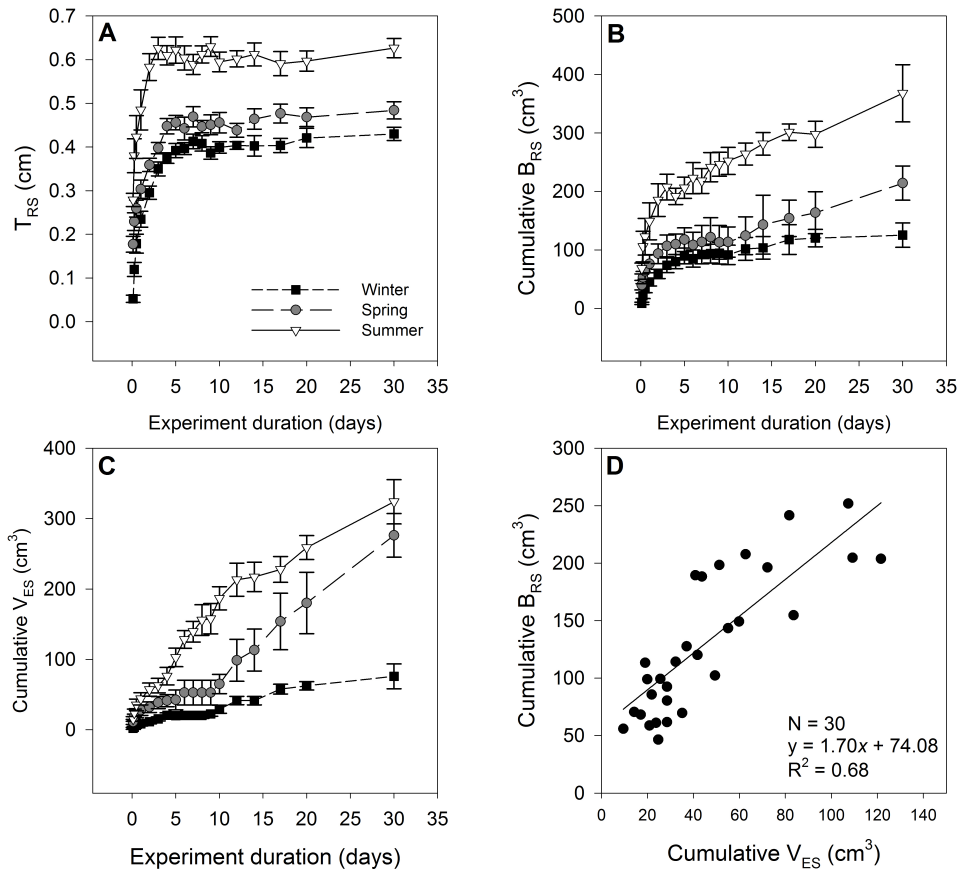 A
T_RS (cm)
0.7
0.6
0.5
0.4
0.3
0.2
0.1
0.0
Winter
Spring
Summer
0 5 10 15 20 25 30 35
Experiment duration (days)
B
Cumulative B_RS (cm³)
500
400
300
200
100
0
0 5 10 15 20 25 30 35
Experiment duration (days)
C
Cumulative V_ES (cm³)
400
300
200
100
0
0 5 10 15 20 25 30 35
Experiment duration (days)
D
Cumulative B_RS (cm³)
300
250
200
150
100
50
0
N = 30
y = 1.70x + 74.08
R² = 0.68
0 20 40 60 80 100 120 140
Cumulative V_ES (cm³)